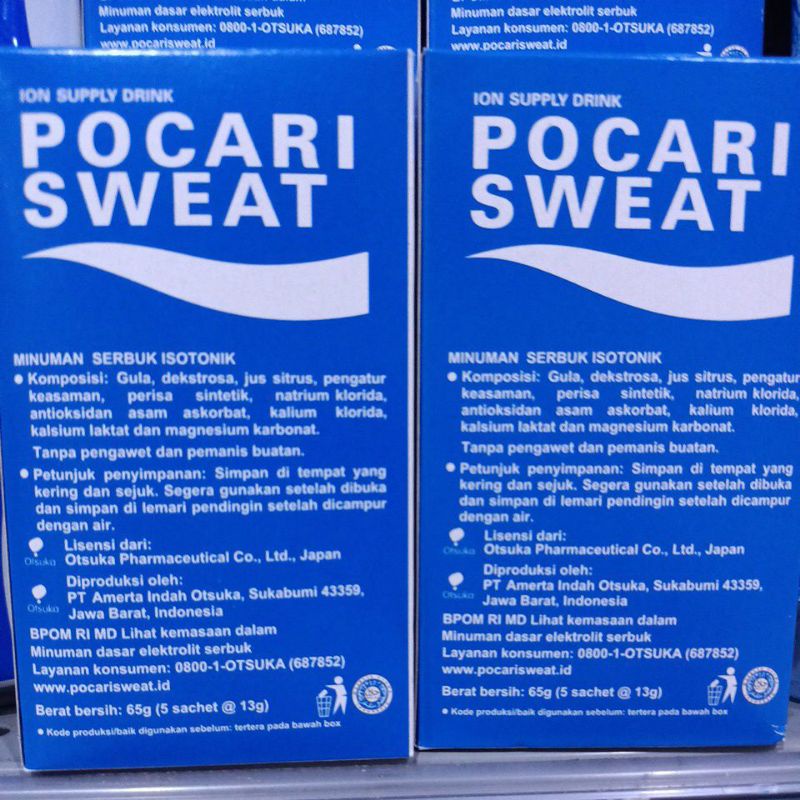 Minuman dasar elektrolit serbuk
Layanan konsumen: 0800-1-OTSUKA (687852)
www.pocarisweat.id
Minuman dasar elektrolit serbuk
Layanan konsumen: 0800-1-OTSUKA (687852)
www.pocarisweat.id
ION SUPPLY DRINK
POCARI
SWEAT
MINUMAN SERBUK ISOTONIK
• Komposisi: Gula, dekstrosa, jus sitrus, pengatur
keasaman, perisa sintetik, natrium klorida,
antioksidan asam askorbat, kalium klorida,
kalsium laktat dan magnesium karbonat.
Tanpa pengawet dan pemanis buatan.
• Petunjuk penyimpanan: Simpan di tempat yang
kering dan sejuk. Segera gunakan setelah dibuka
dan simpan di lemari pendingin setelah dicampur
dengan air.
Otsuka
Lisensi dari:
Otsuka Pharmaceutical Co., Ltd., Japan
Otsuka
Diproduksi oleh:
PT Amerta Indah Otsuka, Sukabumi 43359,
Jawa Barat, Indonesia
BPOM RI MD Lihat kemasaan dalam
Minuman dasar elektrolit serbuk
Layanan konsumen: 0800-1-OTSUKA (687852)
www.pocarisweat.id
Berat bersih: 65g (5 sachet @ 13g)
• Kode produksi/baik digunakan sebelum: tertera pada bawah box
ION SUPPLY DRINK
POCARI
SWEAT
MINUMAN SERBUK ISOTONIK
• Komposisi: Gula, dekstrosa, jus sitrus, pengatur
keasaman, perisa sintetik, natrium klorida,
antioksidan asam askorbat, kalium klorida,
kalsium laktat dan magnesium karbonat.
Tanpa pengawet dan pemanis buatan.
• Petunjuk penyimpanan: Simpan di tempat yang
kering dan sejuk. Segera gunakan setelah dibuka
dan simpan di lemari pendingin setelah dicampur
dengan air.
Otsuka
Lisensi dari:
Otsuka Pharmaceutical Co., Ltd., Japan
Otsuka
Diproduksi oleh:
PT Amerta Indah Otsuka, Sukabumi 43359,
Jawa Barat, Indonesia
BPOM RI MD Lihat kemasaan dalam
Minuman dasar elektrolit serbuk
Layanan konsumen: 0800-1-OTSUKA (687852)
www.pocarisweat.id
Berat bersih: 65g (5 sachet @ 13g)
• Kode produksi/baik digunakan sebelum: tertera pada bawah box